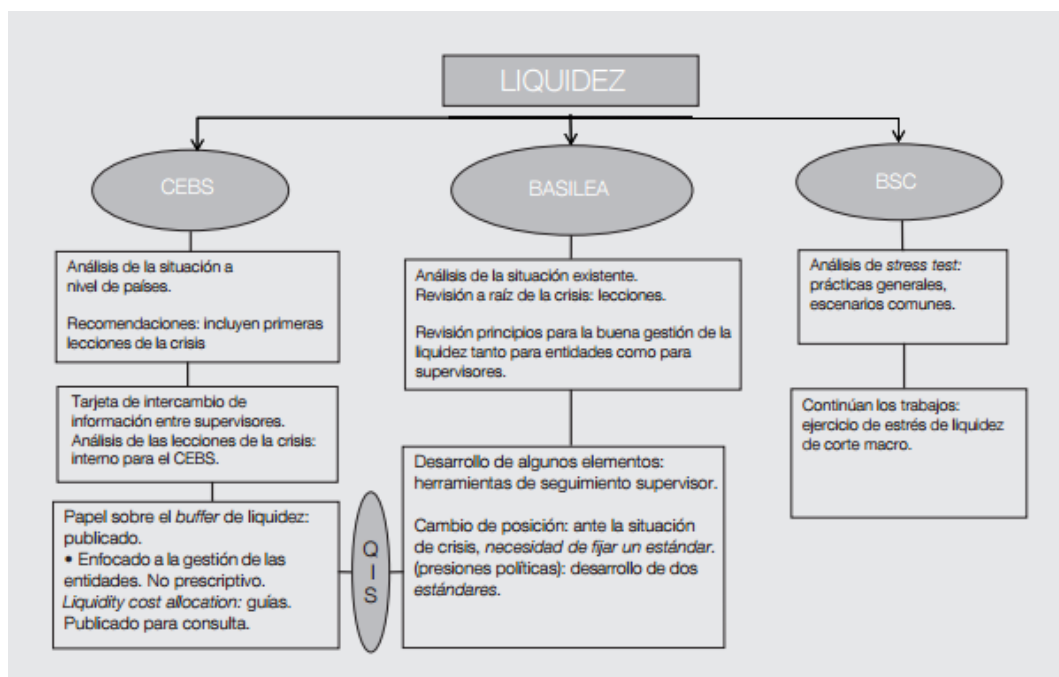 LIQUIDEZ
CEBS
BASILEA
BSC
Análisis de la situación a
nivel de países.
Recomendaciones: incluyen primeras
lecciones de la crisis
Tarjeta de intercambio de
información entre supervisores.
Análisis de las lecciones de la crisis:
interno para el CEBS.
Papel sobre el buffer de liquidez:
publicado.
• Enfocado a la gestión de las
entidades. No prescriptivo.
Liquidity cost allocation: guías.
Publicado para consulta.
QIS
Análisis de la situación existente.
Revisión a raíz de la crisis: lecciones.
Revisión principios para la buena gestión de la
liquidez tanto para entidades como para
supervisores.
Desarrollo de algunos elementos:
herramientas de seguimiento supervisor.
Cambio de posición: ante la situación
de crisis, necesidad de fijar un estándar.
(presiones políticas): desarrollo de dos
estándares.
Análisis de stress test:
prácticas generales,
escenarios comunes.
Continúan los trabajos:
ejercicio de estrés de liquidez
de corte macro.